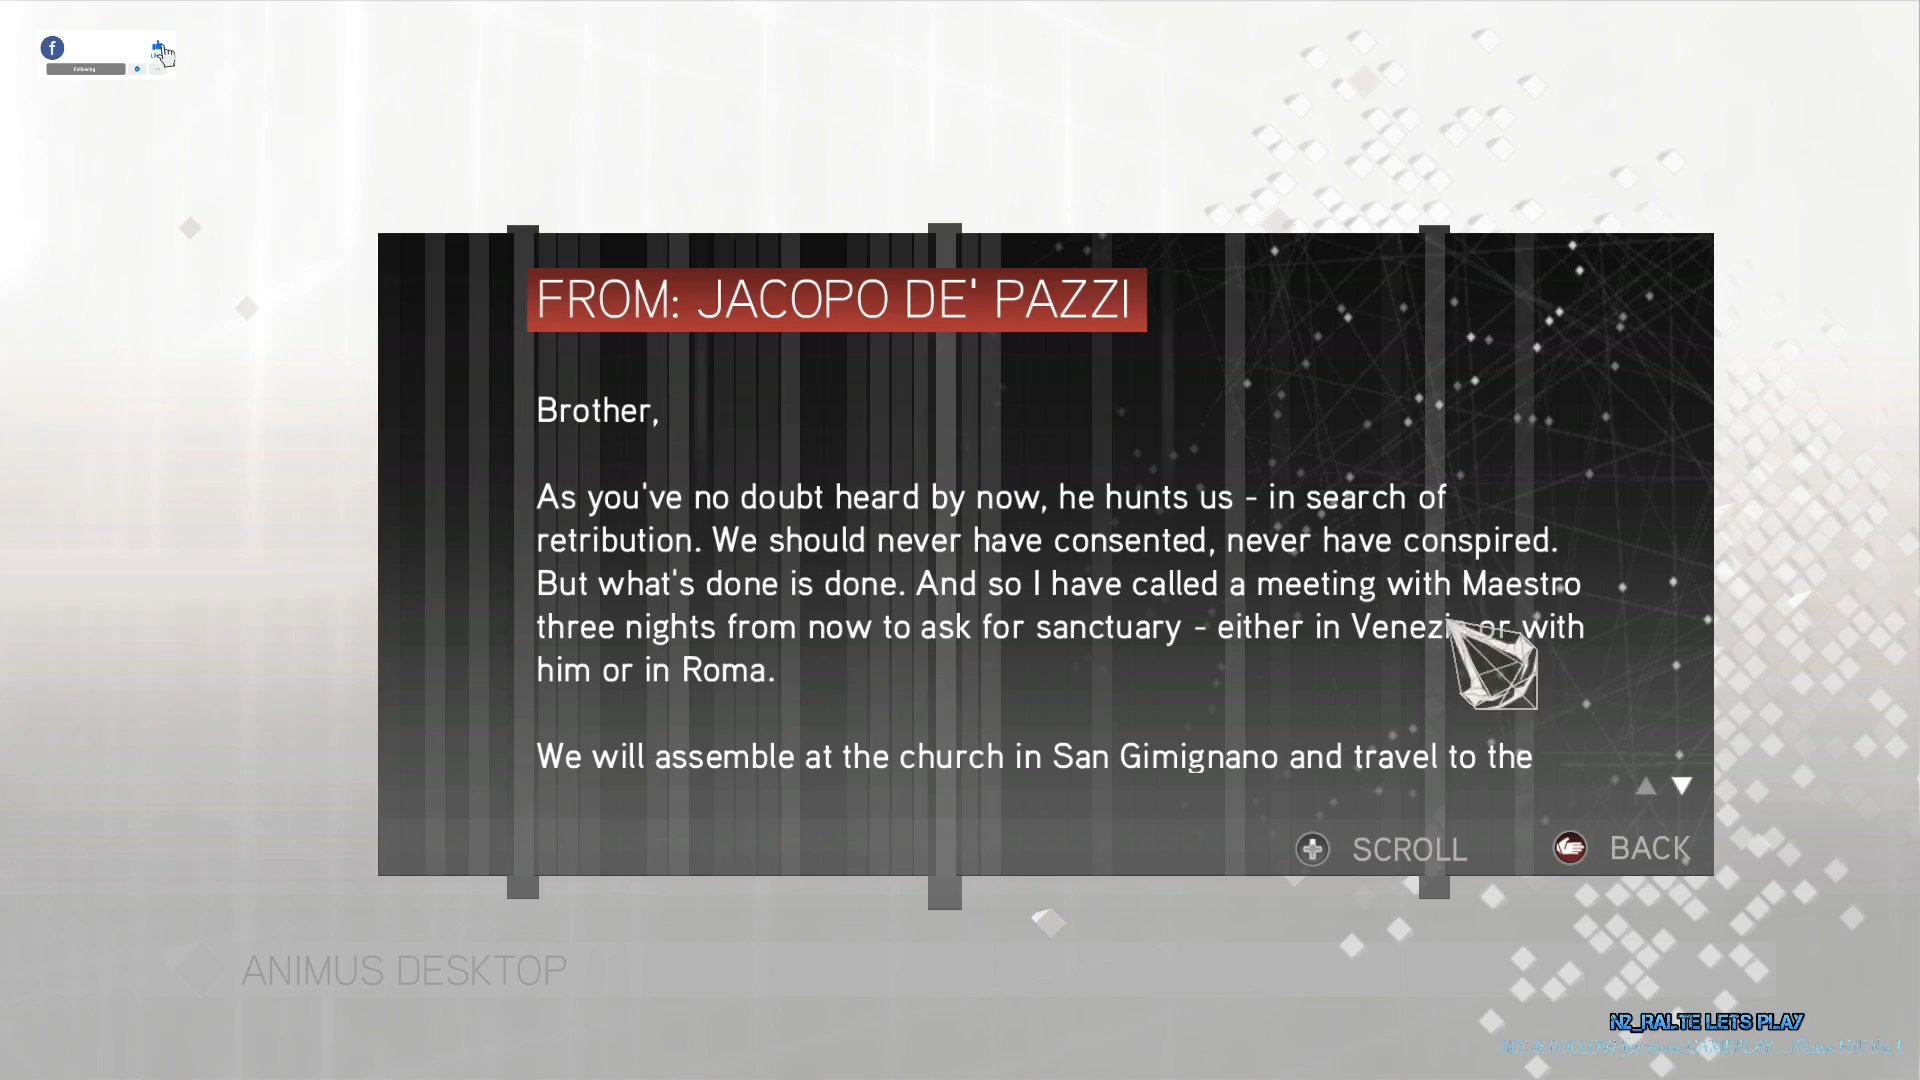 Following
FROM: JACOPO DE' PAZZI
Brother,
As you've no doubt heard by now, he hunts us - in search of
retribution. We should never have consented, never have conspired.
But what's done is done. And so I have called a meeting with Maestro
three nights from now to ask for sanctuary - either in Venezia or with
him or in Roma.
We will assemble at the church in San Gimignano and travel to the
SCROLL
BACK
ANIMUS DESKTOP
N2_RALTE LETS PLAY